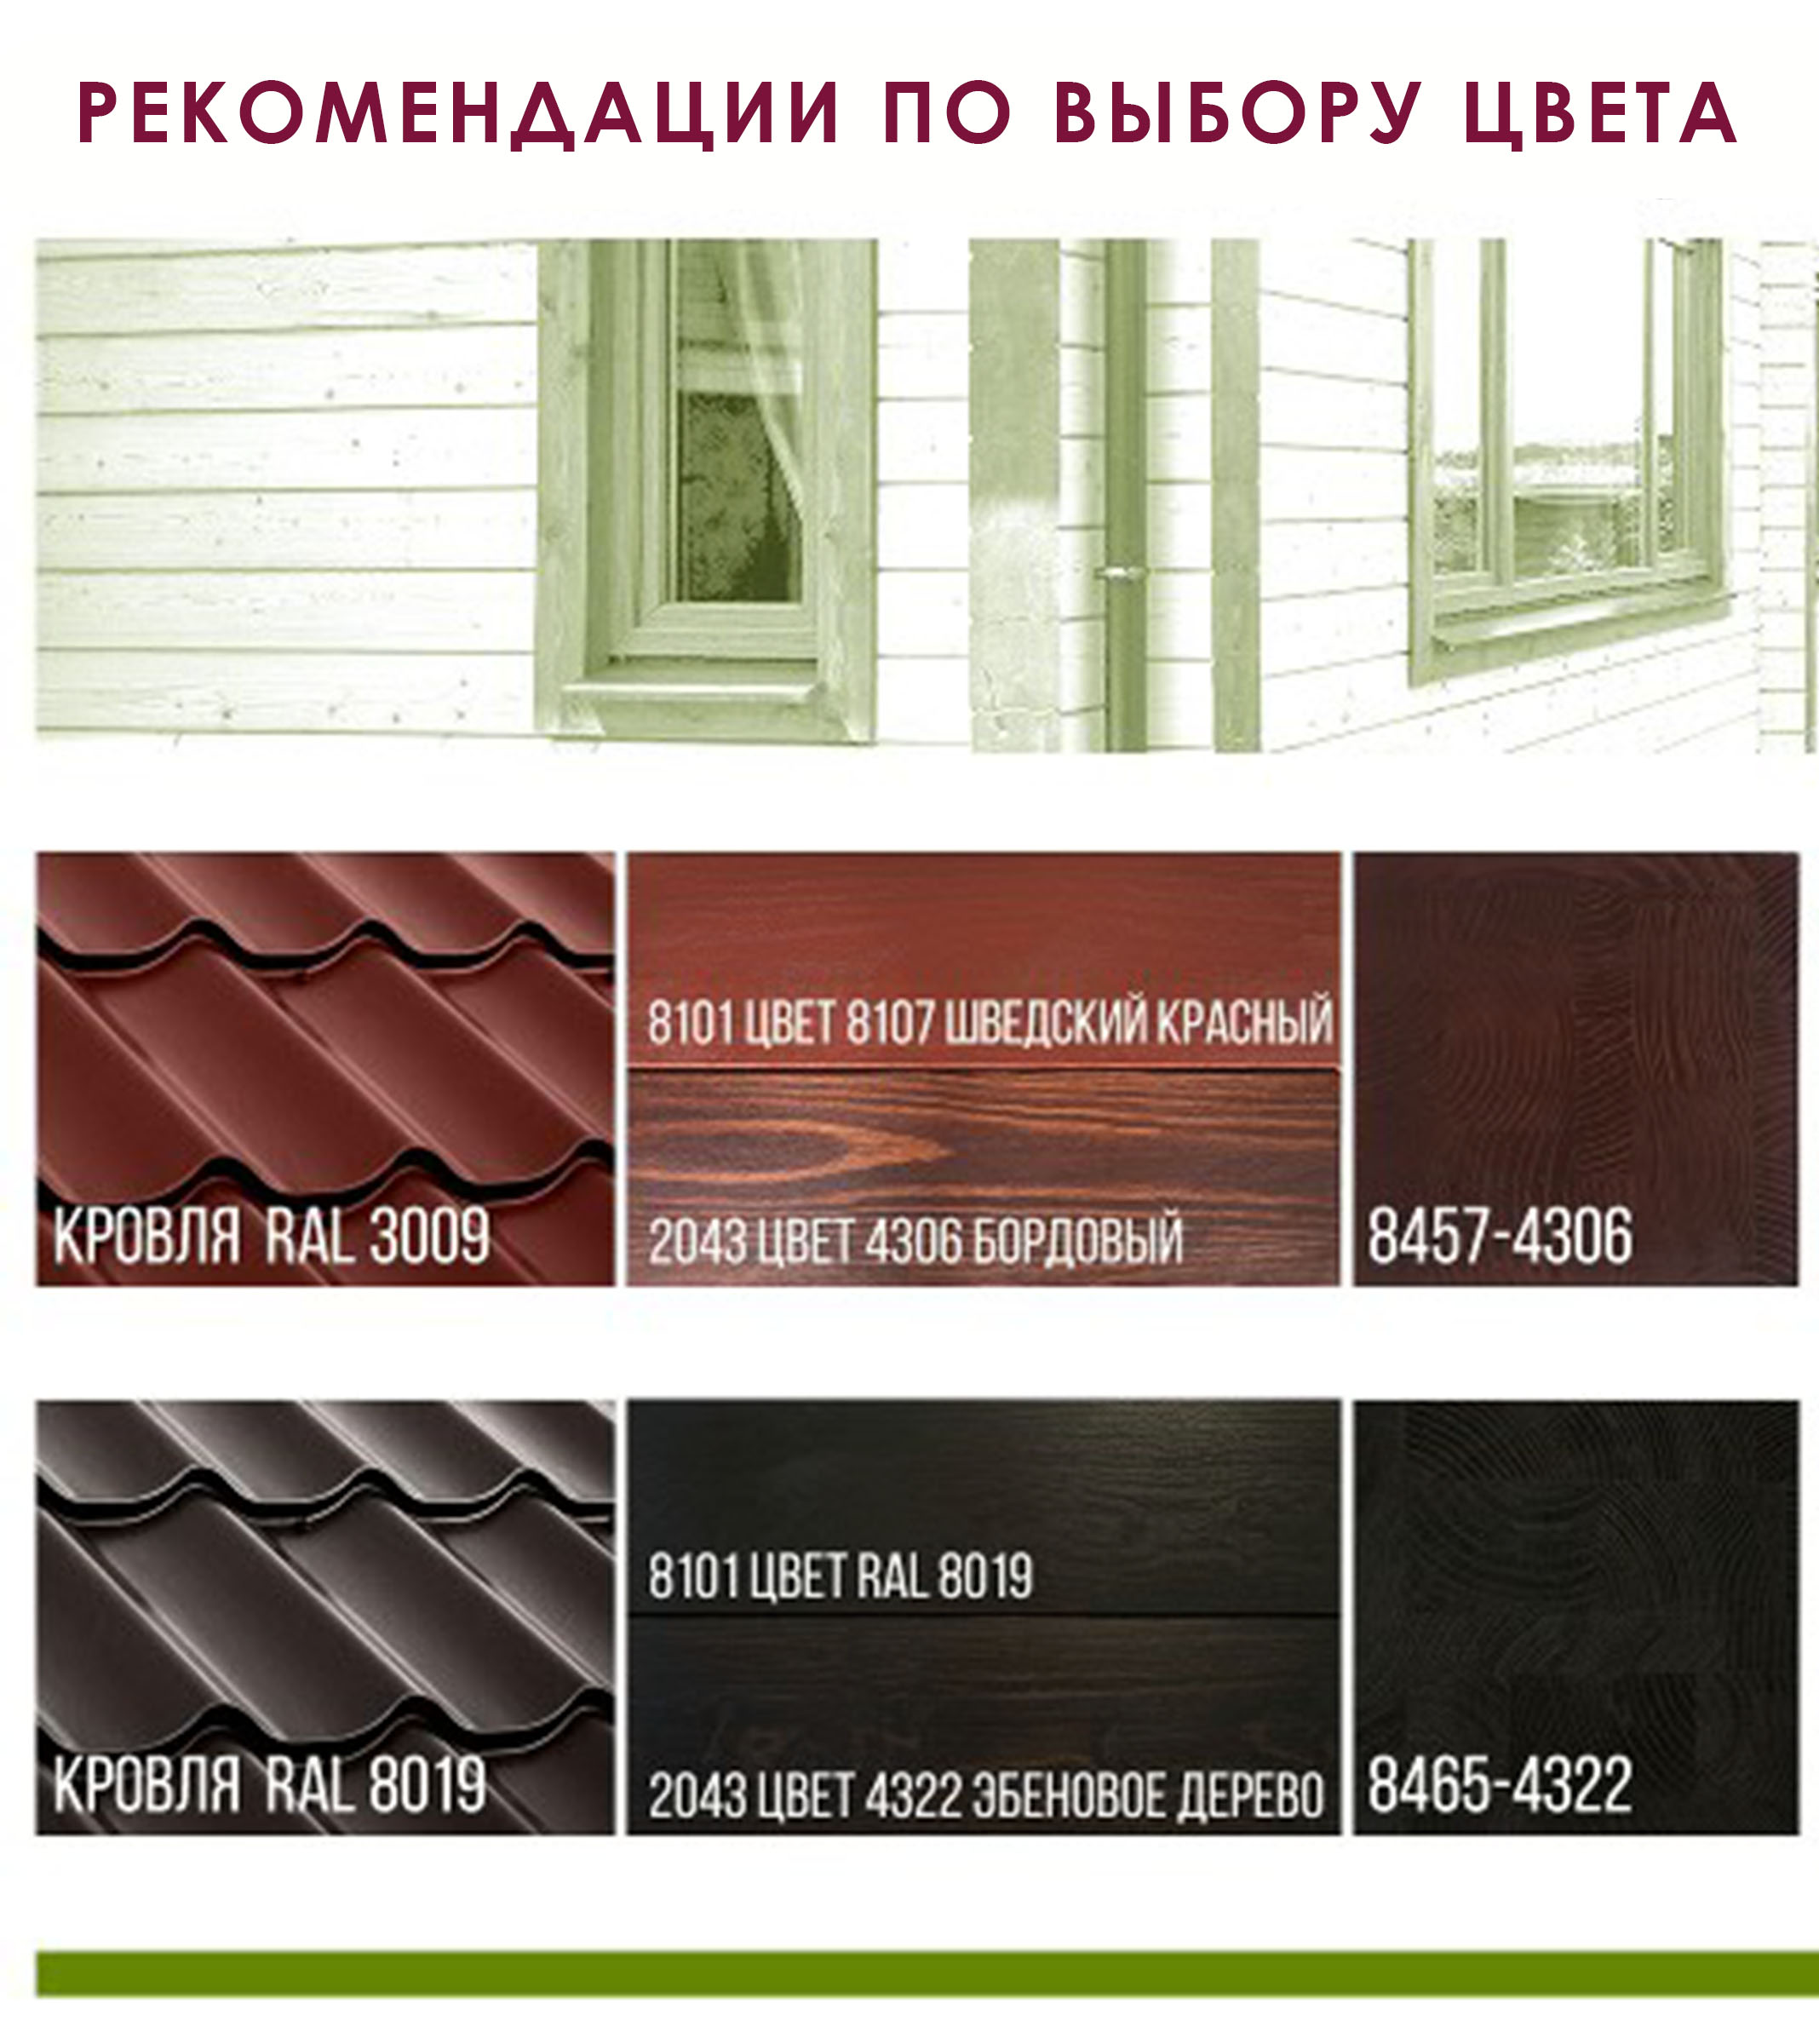 РЕКОМЕНДАЦИИ ПО ВЫБОРУ ЦВЕТА
КРОВЛЯ RAL 3009
8101 ЦВЕТ 8107 ШВЕДСКИЙ КРАСНЫЙ
2043 ЦВЕТ 4306 БОРДОВЫЙ
8457-4306
КРОВЛЯ RAL 8019
8101 ЦВЕТ RAL 8019
2043 ЦВЕТ 4322 ЭБЕНОВОЕ ДЕРЕВО
8465-4322